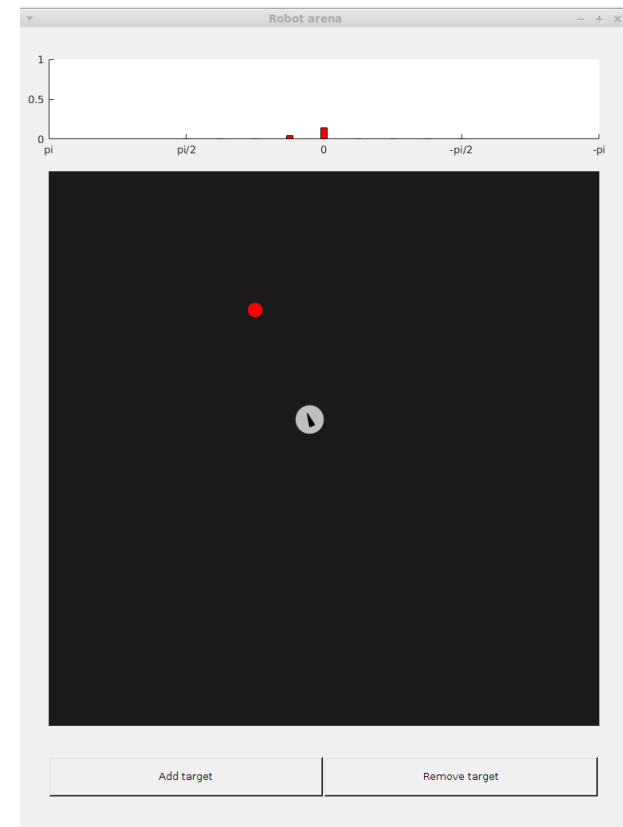 Robot arena
1
0.5
0
pi pi/2 0 -pi/2 -pi
Add target Remove target